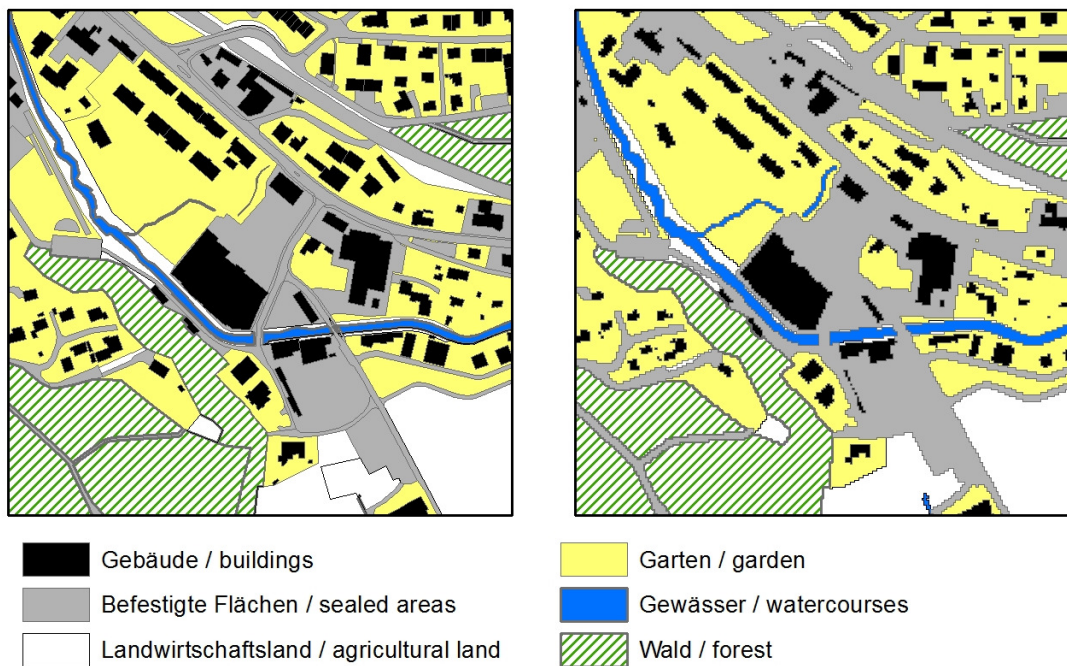 Gebäude / buildings
Garten / garden
Befestigte Flächen / sealed areas
Gewässer / watercourses
Landwirtschaftsland / agricultural land
Wald / forest